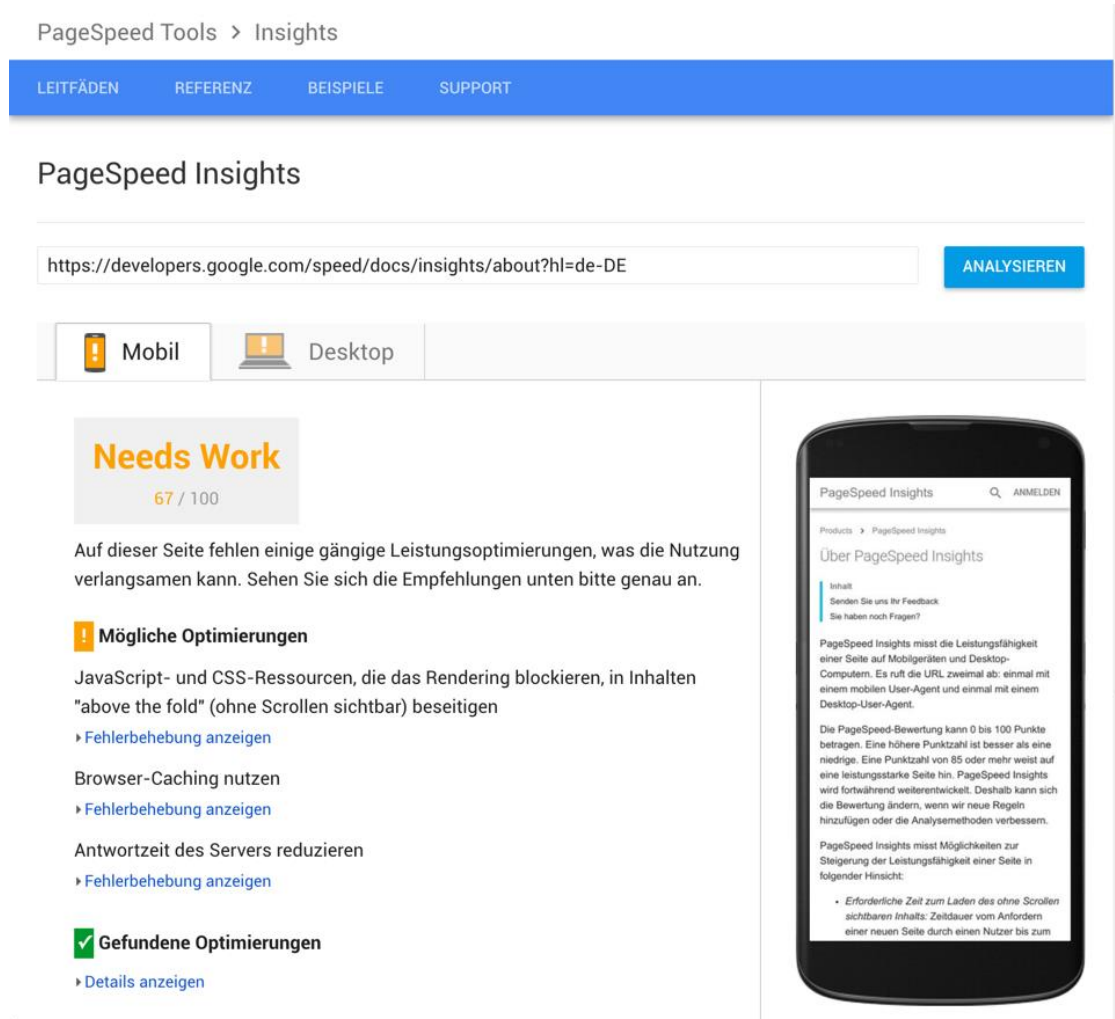 PageSpeed Tools > Insights
LEITFÄDEN REFERENZ BEISPIELE SUPPORT
PageSpeed Insights
https://developers.google.com/speed/docs/insights/about?hl=de-DE
ANALYSIEREN
Mobil
Desktop
Needs Work
67 / 100
Auf dieser Seite fehlen einige gängige Leistungsoptimierungen, was die Nutzung
verlangsamen kann. Sehen Sie sich die Empfehlungen unten bitte genau an.
! Mögliche Optimierungen
JavaScript- und CSS-Ressourcen, die das Rendering blockieren, in Inhalten
"above the fold" (ohne Scrollen sichtbar) beseitigen
Fehlerbehebung anzeigen
Browser-Caching nutzen
Fehlerbehebung anzeigen
Antwortzeit des Servers reduzieren
Fehlerbehebung anzeigen
Gefundene Optimierungen
Details anzeigen
PageSpeed Insights ANMELDEN
Products > PageSpeed Insights
Über PageSpeed Insights
Inhalt
Senden Sie uns Ihr Feedback
Sie haben noch Fragen?
PageSpeed Insights misst die Leistungsfähigkeit
einer Seite auf Mobilgeräten und Desktop-
Computern. Es ruft die URL zweimal ab: einmal mit
einem mobilen User-Agent und einmal mit einem
Desktop-User-Agent.
Die PageSpeed-Bewertung kann 0 bis 100 Punkte
betragen. Eine höhere Punktzahl ist besser als eine
niedrige. Eine Punktzahl von 85 oder mehr weist auf
eine leistungsstarke Seite hin. PageSpeed Insights
wird fortwährend weiterentwickelt. Deshalb kann sich
die Bewertung ändern, wenn wir neue Regeln
hinzufügen oder die Analysemethoden verbessern.
PageSpeed Insights misst Möglichkeiten zur
Steigerung der Leistungsfähigkeit einer Seite in
folgender Hinsicht:
• Erforderliche Zeit zum Laden des ohne Scrollen
sichtbaren Inhalts: Zeitdauer vom Anfordern
einer neuen Seite durch einen Nutzer bis zum